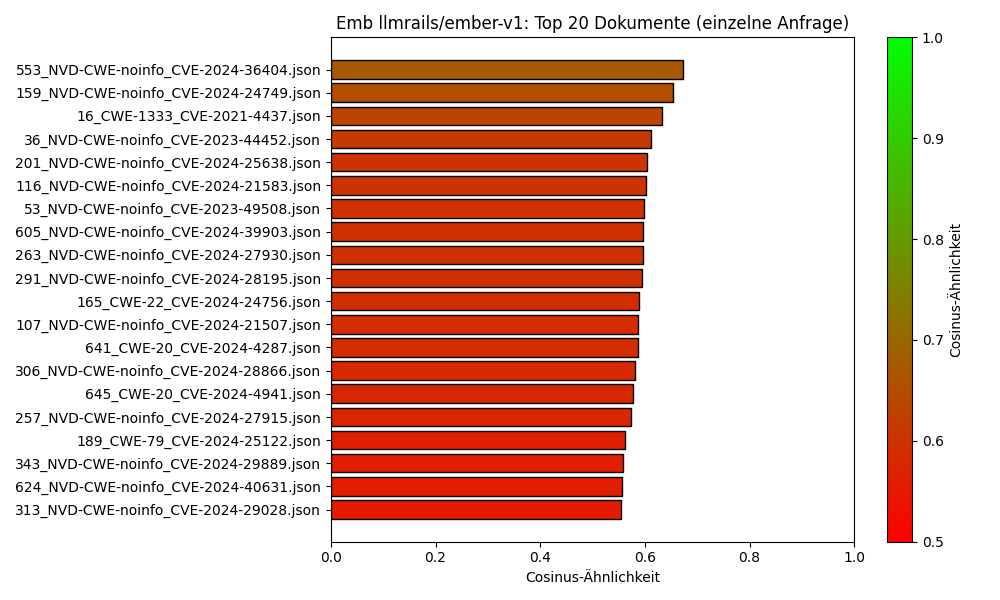 Emb llmrails/ember-v1: Top 20 Dokumente (einzelne Anfrage)
553_NVD-CWE-noinfo_CVE-2024-36404.json
159_NVD-CWE-noinfo_CVE-2024-24749.json
16_CWE-1333_CVE-2021-4437.json
36_NVD-CWE-noinfo_CVE-2023-44452.json
201_NVD-CWE-noinfo_CVE-2024-25638.json
116_NVD-CWE-noinfo_CVE-2024-21583.json
53_NVD-CWE-noinfo_CVE-2023-49508.json
605_NVD-CWE-noinfo_CVE-2024-39903.json
263_NVD-CWE-noinfo_CVE-2024-27930.json
291_NVD-CWE-noinfo_CVE-2024-28195.json
165_CWE-22_CVE-2024-24756.json
107_NVD-CWE-noinfo_CVE-2024-21507.json
641_CWE-20_CVE-2024-4287.json
306_NVD-CWE-noinfo_CVE-2024-28866.json
645_CWE-20_CVE-2024-4941.json
257_NVD-CWE-noinfo_CVE-2024-27915.json
189_CWE-79_CVE-2024-25122.json
343_NVD-CWE-noinfo_CVE-2024-29889.json
624_NVD-CWE-noinfo_CVE-2024-40631.json
313_NVD-CWE-noinfo_CVE-2024-29028.json
0.0 0.2 0.4 0.6 0.8 1.0
Cosinus-Ähnlichkeit
1.0
0.9
0.8
0.7
0.6
0.5
Cosinus-Ähnlichkeit